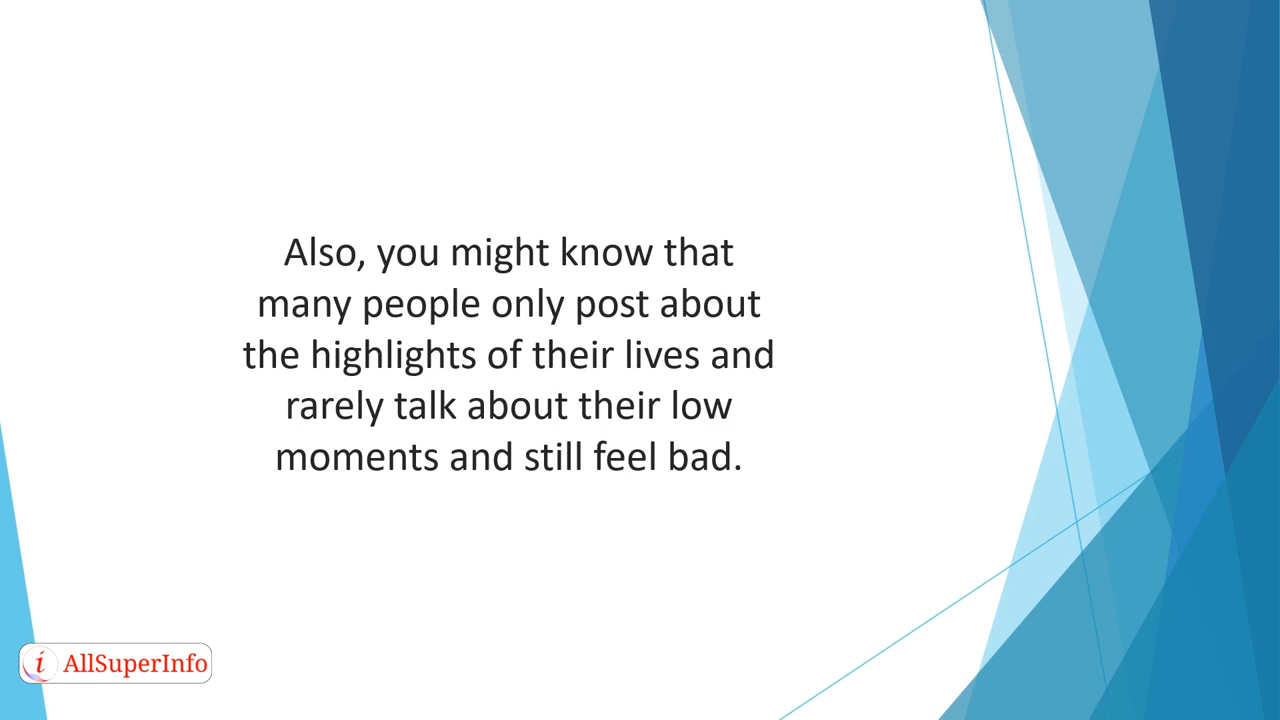 Also, you might know that
many people only post about
the highlights of their lives and
rarely talk about their low
moments and still feel bad.
i AllSuperInfo